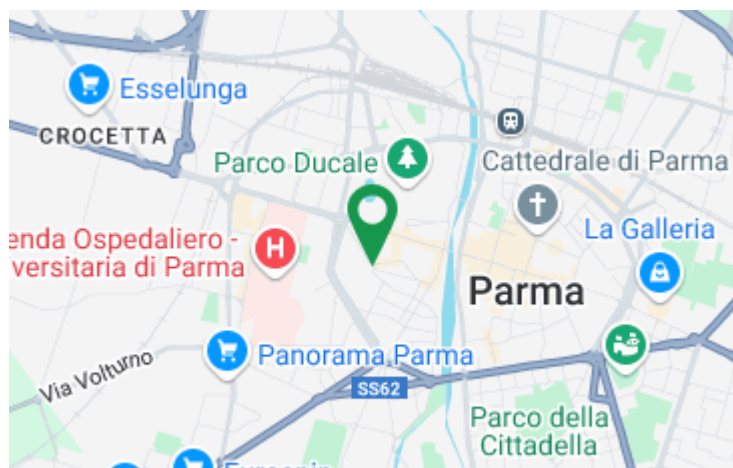 Esselunga
CROCETTA
Parco Ducale
Cattedrale di Parma
enda Ospedaliero -
versitaria di Parma
H
La Galleria
Parma
Panorama Parma
Via Volturno
SS62
Parco della
Cittadella